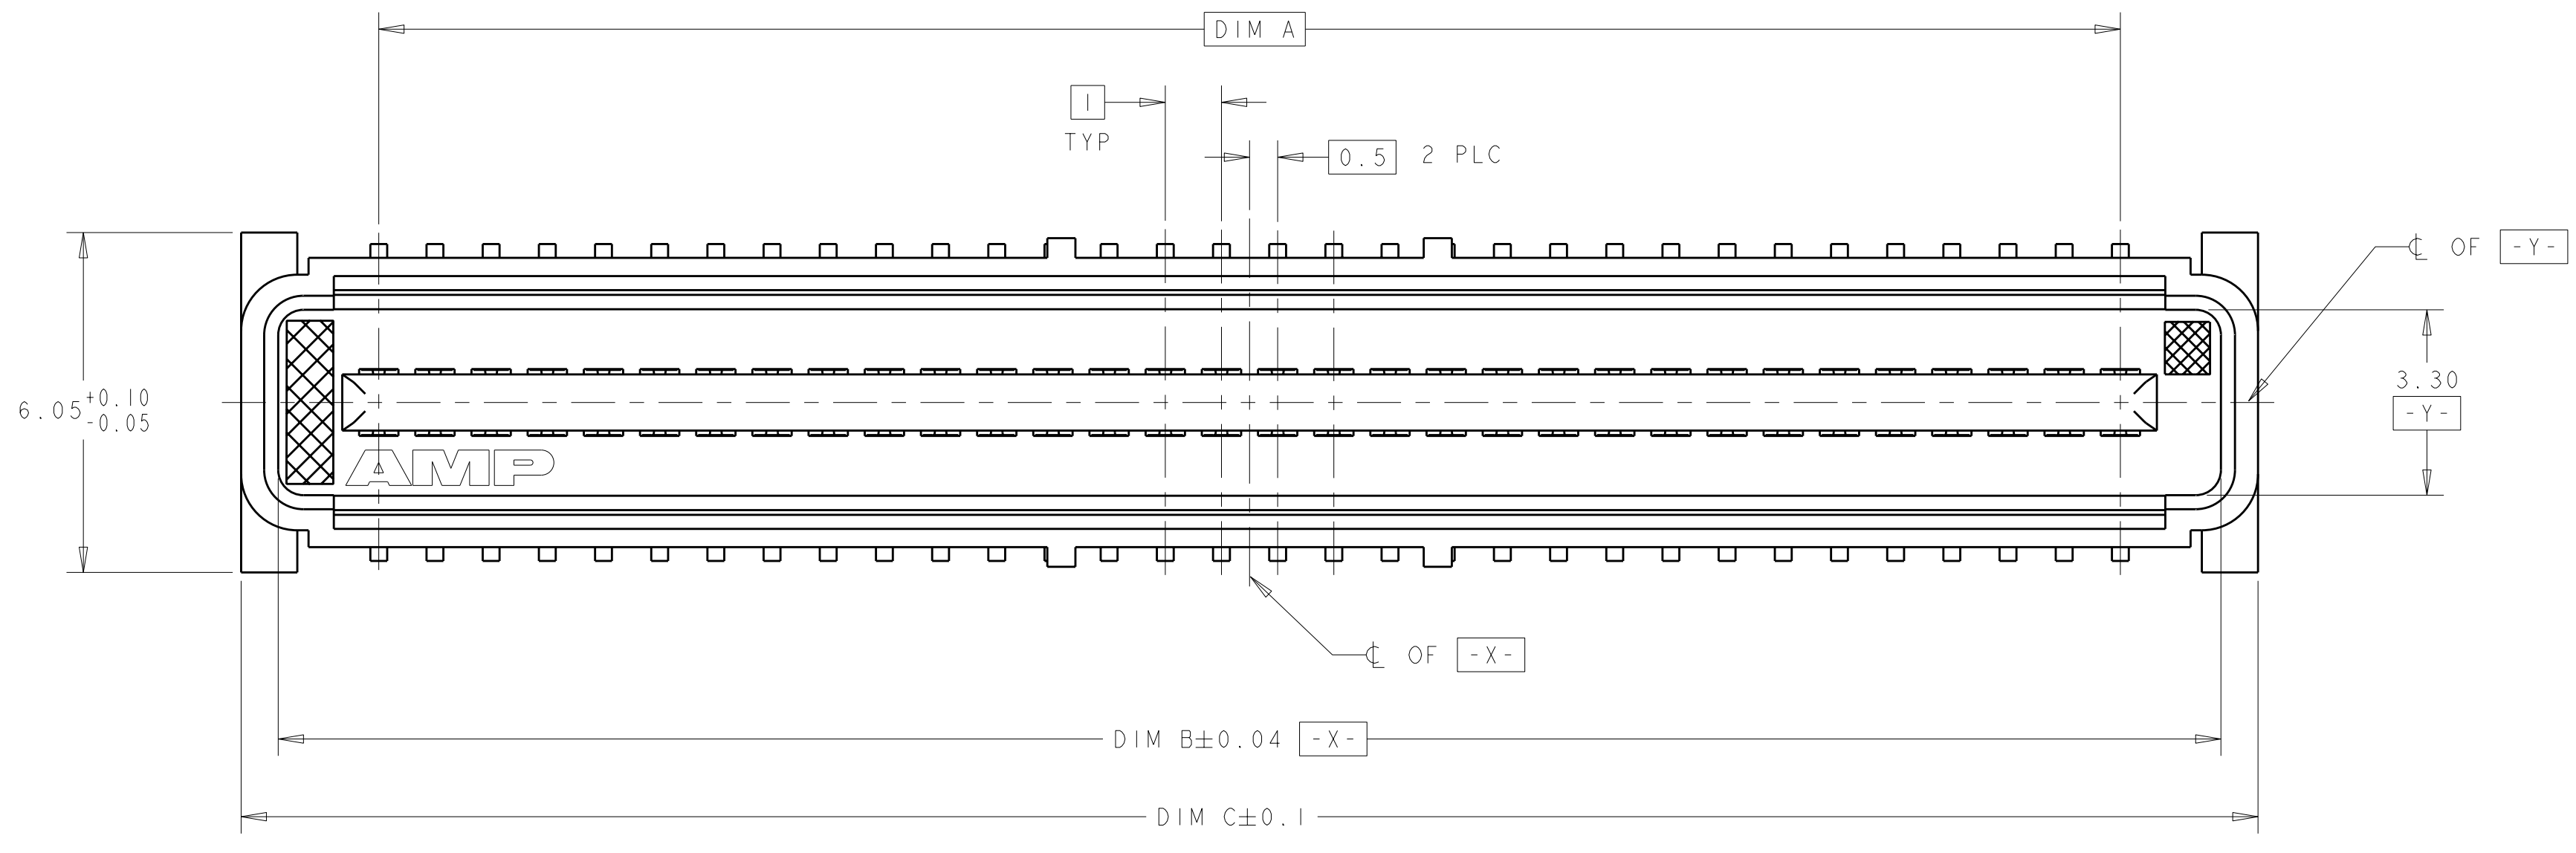 DIM A
1
TYP
0.5 2 PLC
℄ OF -Y-
6.05 +0.10
-0.05
3.30
-Y-
AMP
℄ OF -X-
DIM B±0.04 -X-
DIM C±0.1